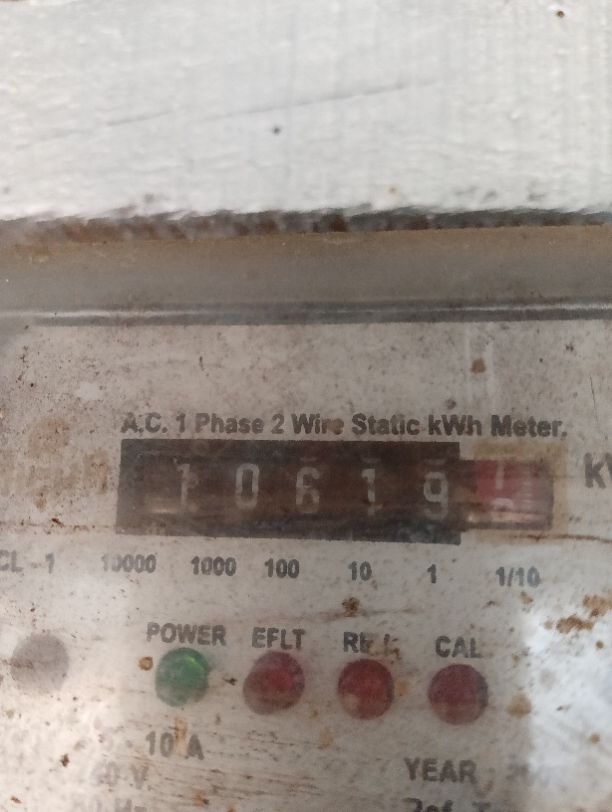 A.C. 1 Phase 2 Wire Static kWh Meter.
1 0 6 1 9
CL - 1 10000 1000 100 10 1 1/10
POWER EFLT CAL
10 A
V
YEAR